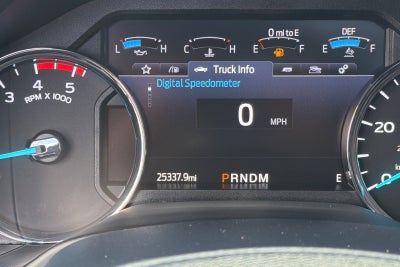 0 mi to E DEF
L H C H E F E F
Truck Info
Digital Speedometer
3 4 5
RPM X 1000
0 MPH
20
0
25337.9mi PRNDM E